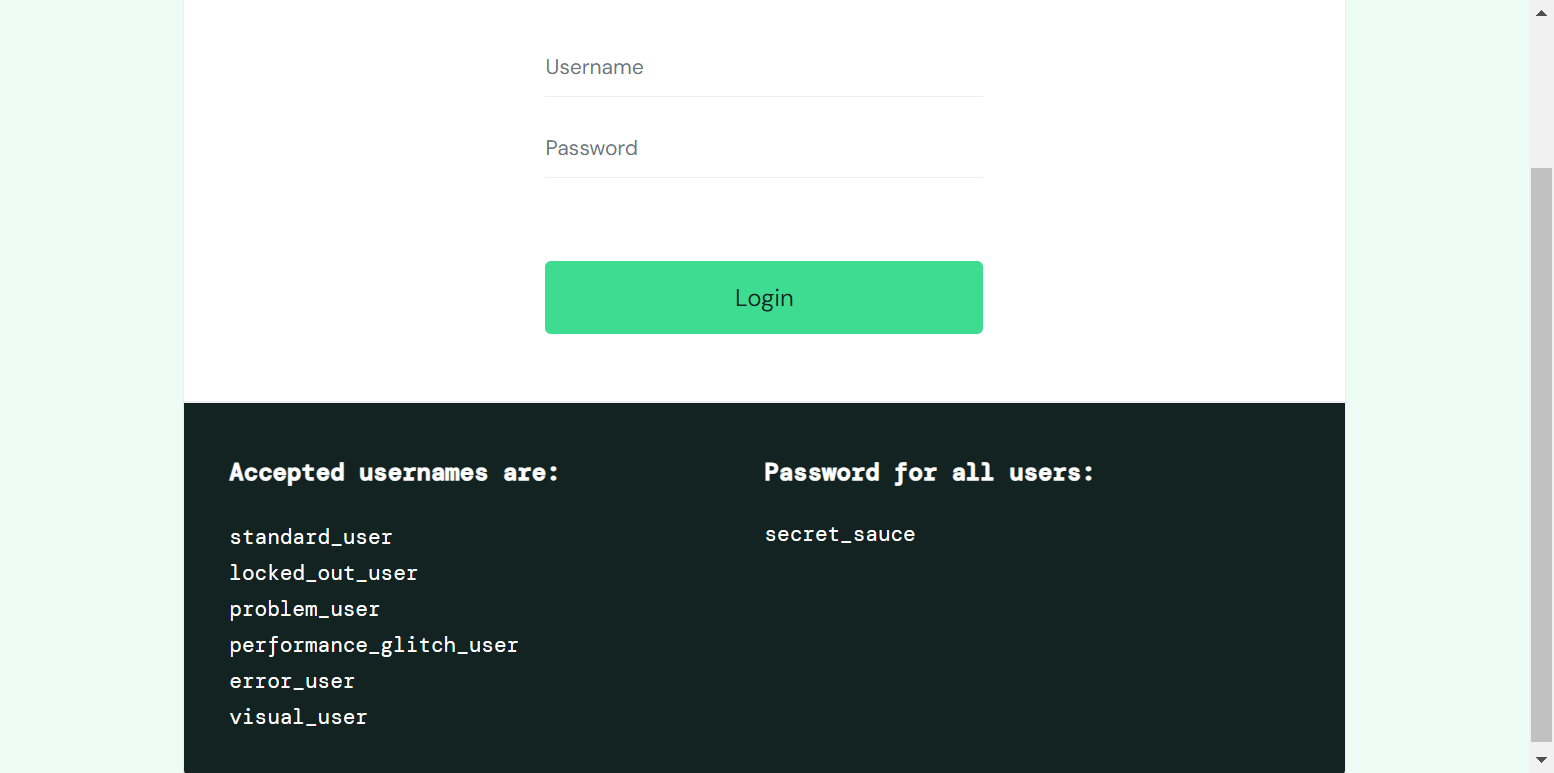 Username
Password
Login
Accepted usernames are:
standard_user
locked_out_user
problem_user
performance_glitch_user
error_user
visual_user
Password for all users:
secret_sauce